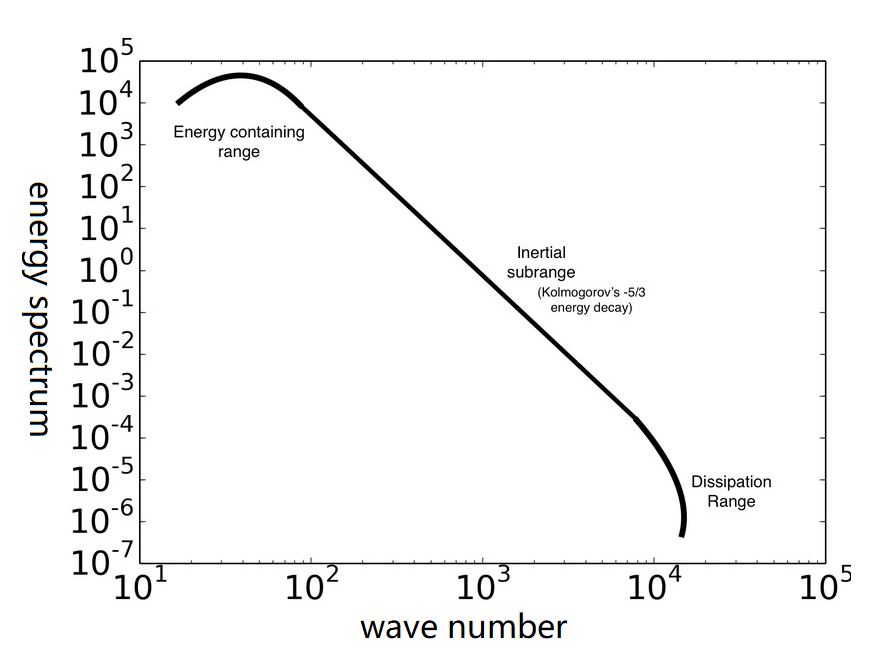 10^5
10^4
10^3
10^2
10^1
10^0
10^-1
10^-2
10^-3
10^-4
10^-5
10^-6
10^-7
energy spectrum
Energy containing
range
Inertial
subrange
(Kolmogorov's -5/3
energy decay)
Dissipation
Range
10^1 10^2 10^3 10^4 10^5
wave number